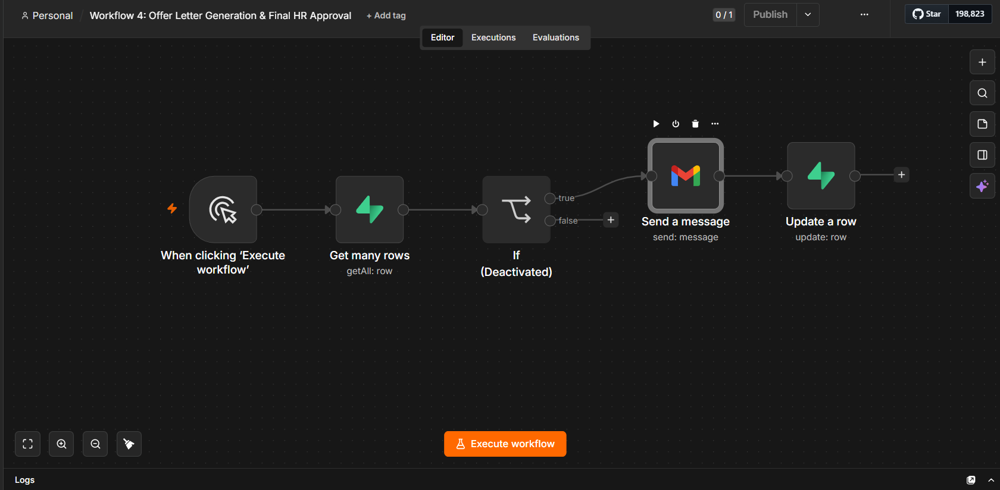 Personal / Workflow 4: Offer Letter Generation & Final HR Approval + Add tag
0 / 1 Publish ··· Star 198,823
Editor Executions Evaluations
true
false
Send a message
send: message
Update a row
update: row
When clicking ‘Execute
workflow’
Get many rows
getAll: row
If
(Deactivated)
Execute workflow
Logs